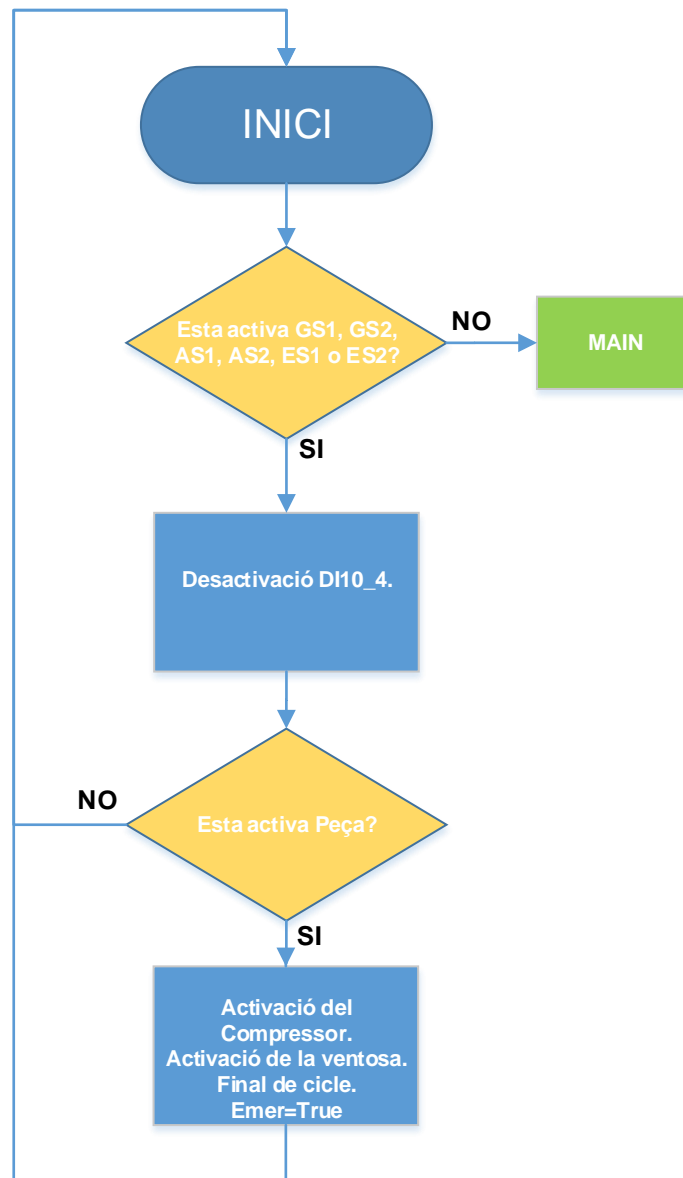 INICI
Esta activa GS1, GS2,
AS1, AS2, ES1 o ES2?
NO
MAIN
SI
Desactivació DI10_4.
NO
Esta activa Peça?
SI
Activació del
Compressor.
Activació de la ventosa.
Final de cicle.
Emer=True